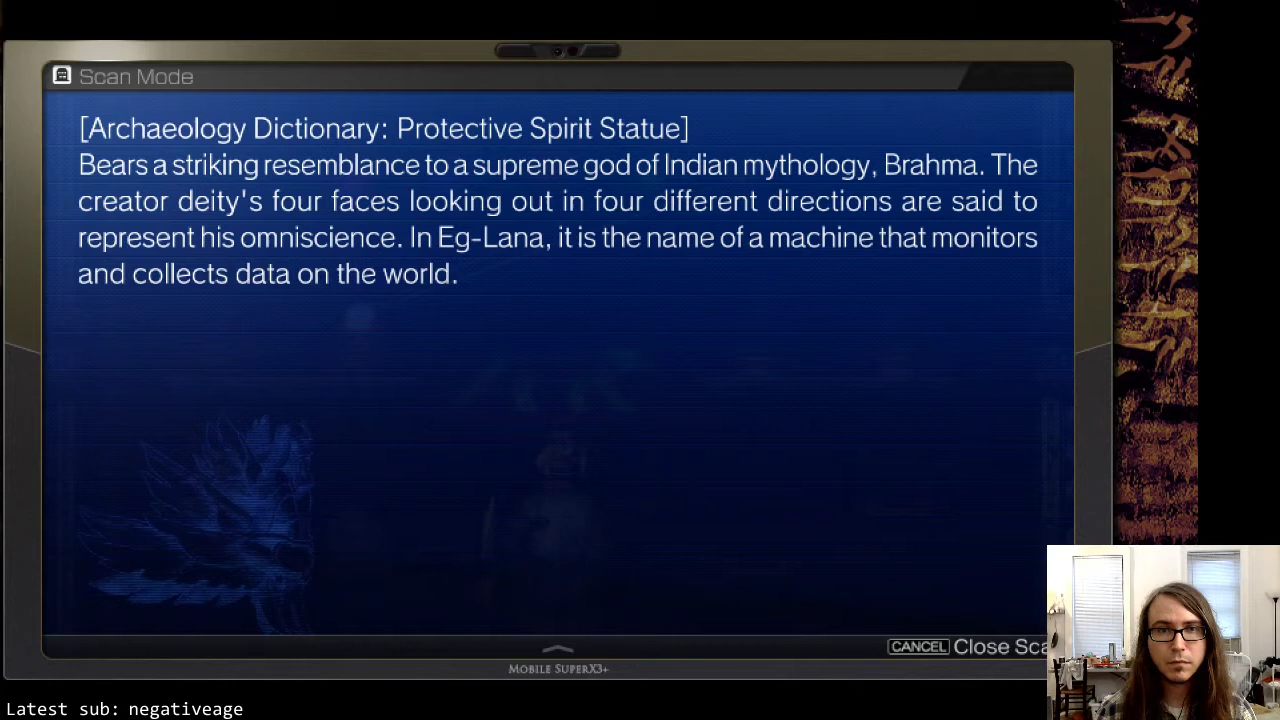 Scan Mode
[Archaeology Dictionary: Protective Spirit Statue]
Bears a striking resemblance to a supreme god of Indian mythology, Brahma. The
creator deity's four faces looking out in four different directions are said to
represent his omniscience. In Eg-Lana, it is the name of a machine that monitors
and collects data on the world.
CANCEL Close Sca
MOBILE SUPERX3+
Latest sub: negativeage